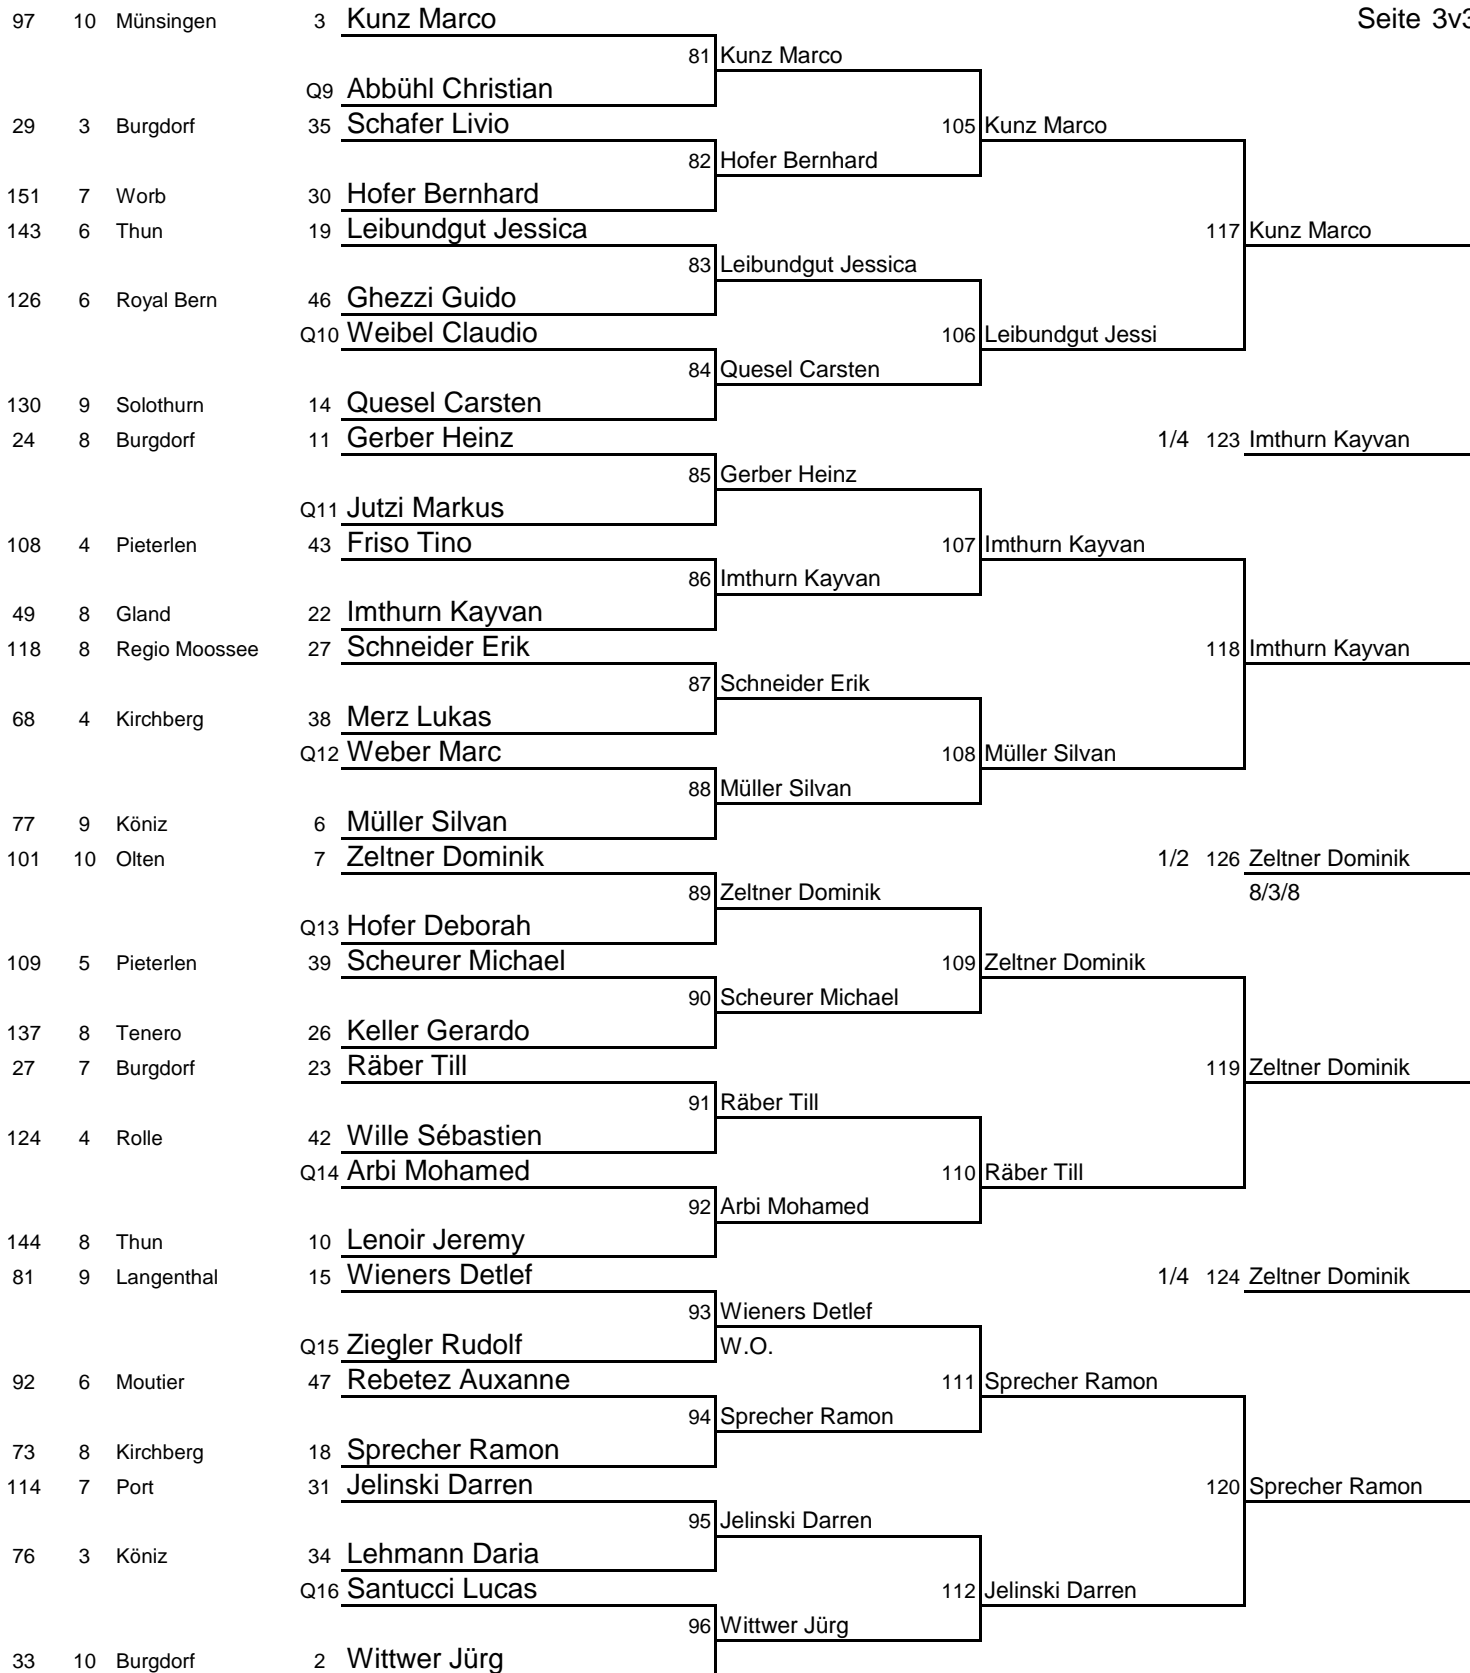 97 10 Münsingen 3 Kunz Marco Seite 3v3
81 Kunz Marco
Q9 Abbühl Christian
29 3 Burgdorf 35 Schafer Livio 105 Kunz Marco
82 Hofer Bernhard
151 7 Worb 30 Hofer Bernhard
143 6 Thun 19 Leibundgut Jessica 117 Kunz Marco
83 Leibundgut Jessica
126 6 Royal Bern 46 Ghezzi Guido
Q10 Weibel Claudio 106 Leibundgut Jessi
84 Quesel Carsten
130 9 Solothurn 14 Quesel Carsten
24 8 Burgdorf 11 Gerber Heinz 1/4 123 Imthurn Kayvan
85 Gerber Heinz
Q11 Jutzi Markus
108 4 Pieterlen 43 Friso Tino 107 Imthurn Kayvan
86 Imthurn Kayvan
49 8 Gland 22 Imthurn Kayvan
118 8 Regio Moossee 27 Schneider Erik 118 Imthurn Kayvan
87 Schneider Erik
68 4 Kirchberg 38 Merz Lukas
Q12 Weber Marc 108 Müller Silvan
88 Müller Silvan
77 9 Köniz 6 Müller Silvan
101 10 Olten 7 Zeltner Dominik 1/2 126 Zeltner Dominik
89 Zeltner Dominik 8/3/8
Q13 Hofer Deborah
109 5 Pieterlen 39 Scheurer Michael 109 Zeltner Dominik
90 Scheurer Michael
137 8 Tenero 26 Keller Gerardo
27 7 Burgdorf 23 Räber Till 119 Zeltner Dominik
91 Räber Till
124 4 Rolle 42 Wille Sébastien
Q14 Arbi Mohamed 110 Räber Till
92 Arbi Mohamed
144 8 Thun 10 Lenoir Jeremy
81 9 Langenthal 15 Wieners Detlef 1/4 124 Zeltner Dominik
93 Wieners Detlef
Q15 Ziegler Rudolf W.O.
92 6 Moutier 47 Rebetez Auxanne 111 Sprecher Ramon
94 Sprecher Ramon
73 8 Kirchberg 18 Sprecher Ramon
114 7 Port 31 Jelinski Darren 120 Sprecher Ramon
95 Jelinski Darren
76 3 Köniz 34 Lehmann Daria
Q16 Santucci Lucas 112 Jelinski Darren
96 Wittwer Jürg
33 10 Burgdorf 2 Wittwer Jürg